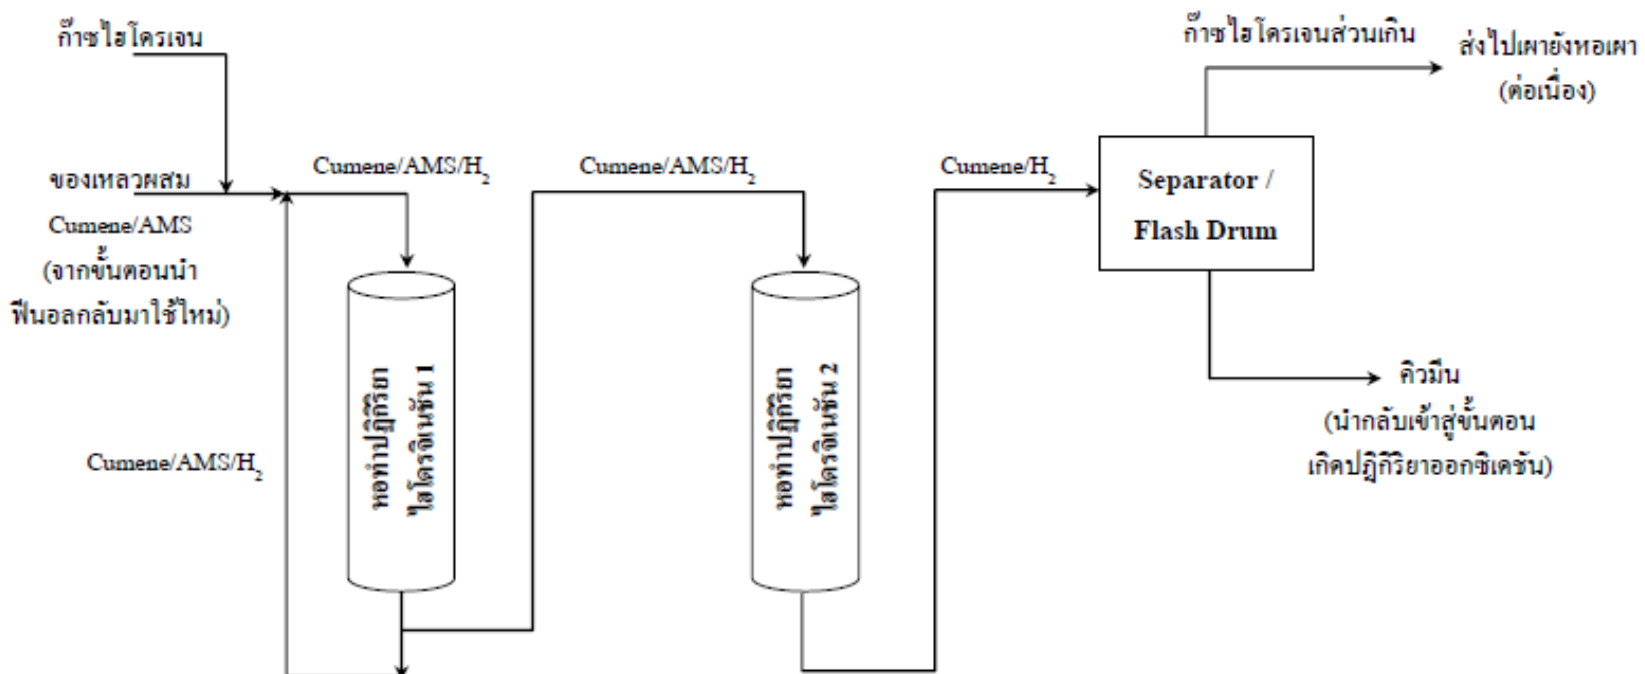 ก๊าซไฮโดรเจน
ของเหลวผสม
Cumene/AMS
(จากขั้นตอนนำ
ฟีนอลกลับมาใช้ใหม่)
Cumene/AMS/H₂
Cumene/AMS/H₂
หอทำปฏิกิริยา
ไฮโดรจิเนชัน 1
Cumene/AMS/H₂
หอทำปฏิกิริยา
ไฮโดรจิเนชัน 2
Cumene/H₂
Separator /
Flash Drum
ก๊าซไฮโดรเจนส่วนเกิน
ส่งไปเผายังหอเผา
(ต่อเนื่อง)
คิวมีน
(นำกลับเข้าสู่ขั้นตอน
เกิดปฏิกิริยาออกซิเดชัน)